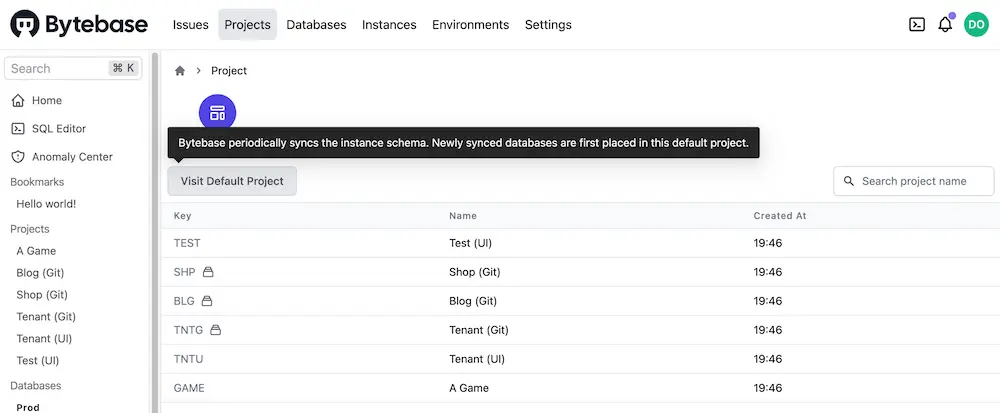 Bytebase
Issues
Projects
Databases
Instances
Environments
Settings
DO
Search
⌘ K
Home
SQL Editor
Anomaly Center
Bookmarks
Hello world!
Projects
A Game
Blog (Git)
Shop (Git)
Tenant (Git)
Tenant (UI)
Test (UI)
Databases
Prod
Project
Bytebase periodically syncs the instance schema. Newly synced databases are first placed in this default project.
Visit Default Project
Search project name
Key Name Created At
TEST Test (UI) 19:46
SHP Shop (Git) 19:46
BLG Blog (Git) 19:46
TNTG Tenant (Git) 19:46
TNTU Tenant (UI) 19:46
GAME A Game 19:46